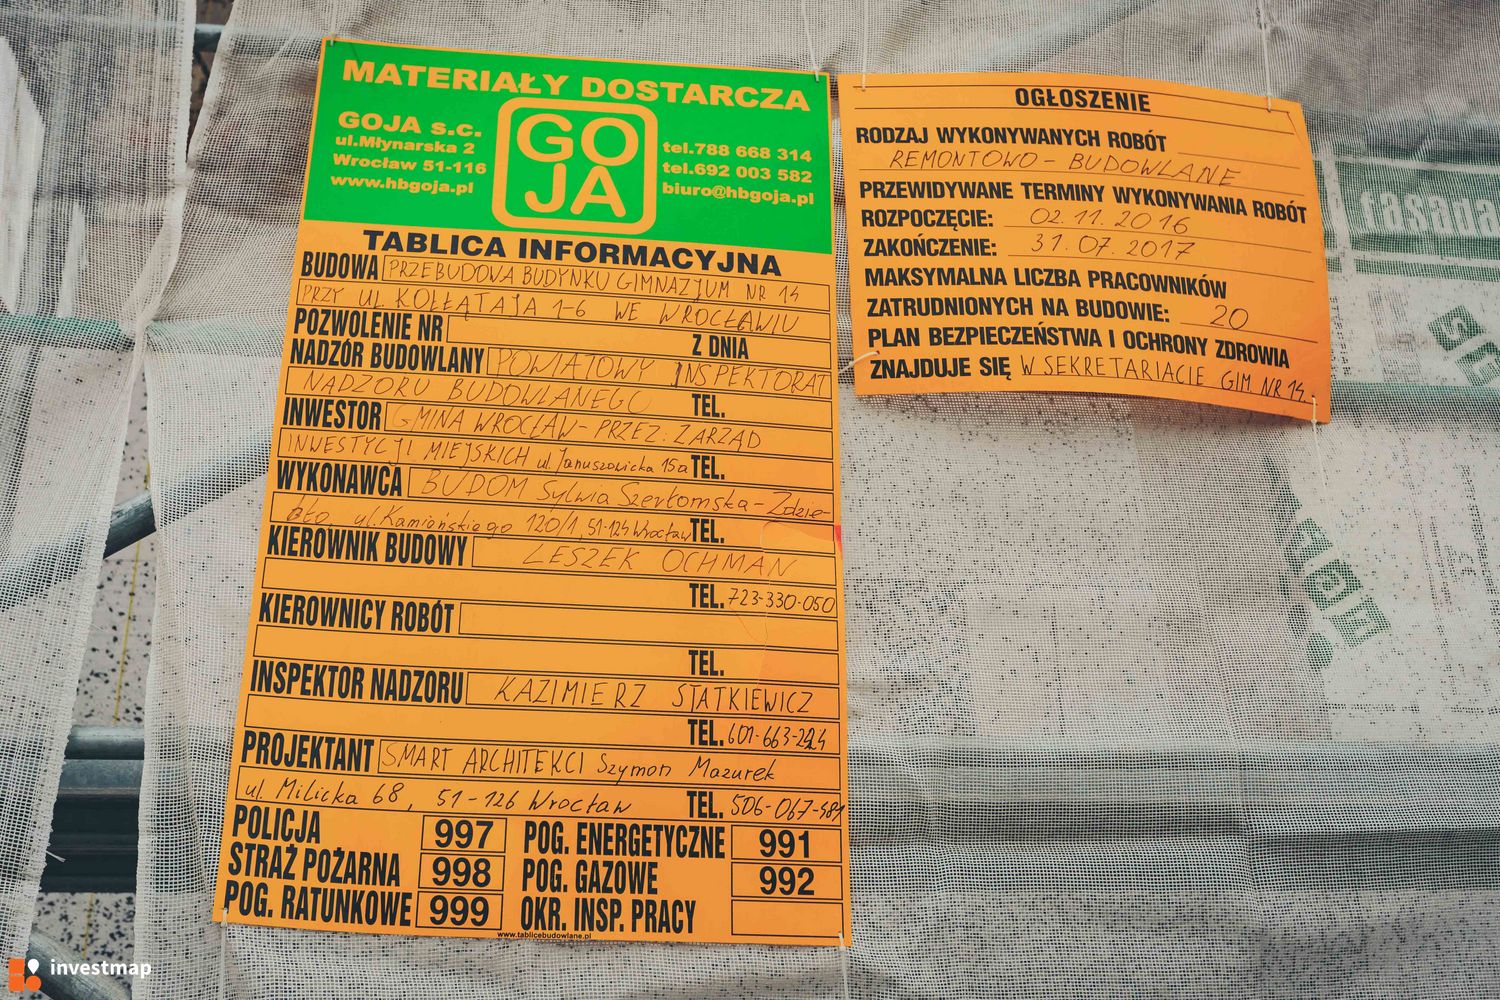 MATERIAŁY DOSTARCZA
GOJA s.c.
ul.Młynarska 2
Wrocław 51-116
www.hbgoja.pl
GO
JA
tel.788 668 314
tel.692 003 582
biuro@hbgoja.pl
TABLICA INFORMACYJNA
BUDOWA PRZEBUDOWA BUDYNKU GIMNAZJUM NR 14
PRZY UL. KOŁŁĄTAJA 1-6 WE WROCŁAWIU
POZWOLENIE NR Z DNIA
NADZÓR BUDOWLANY POWIATOWY INSPEKTORAT
NADZORU BUDOWLANEGO TEL.
INWESTOR GMINA WROCŁAW - PRZEZ. ZARZĄD
INWESTYCJI MIEJSKICH ul. Januszowicka 15a TEL.
WYKONAWCA BUDOM Sylwia Szerłomska-Zdzie-
bło, ul. Kamieńskiego 120/1, 51-124 Wrocław TEL.
KIEROWNIK BUDOWY LESZEK OCHMAN
TEL. 723-330-050
KIEROWNICY ROBÓT
TEL.
INSPEKTOR NADZORU KAZIMIERZ STATKIEWICZ
TEL. 601-663-224
PROJEKTANT SMART ARCHITEKCI Szymon Mazurek
ul. Milicka 68, 51-126 Wrocław TEL. 506-067-481
POLICJA 997 POG. ENERGETYCZNE 991
STRAŻ POŻARNA 998 POG. GAZOWE 992
POG. RATUNKOWE 999 OKR. INSP. PRACY
www.tablicebudowlane.pl
OGŁOSZENIE
RODZAJ WYKONYWANYCH ROBÓT
REMONTOWO - BUDOWLANE
PRZEWIDYWANE TERMINY WYKONYWANIA ROBÓT
ROZPOCZĘCIE: 02.11.2016
ZAKOŃCZENIE: 31.07.2017
MAKSYMALNA LICZBA PRACOWNIKÓW
ZATRUDNIONYCH NA BUDOWIE: 20
PLAN BEZPIECZEŃSTWA I OCHRONY ZDROWIA
ZNAJDUJE SIĘ W SEKRETARIACIE GIM NR 14.
fasada
investmap